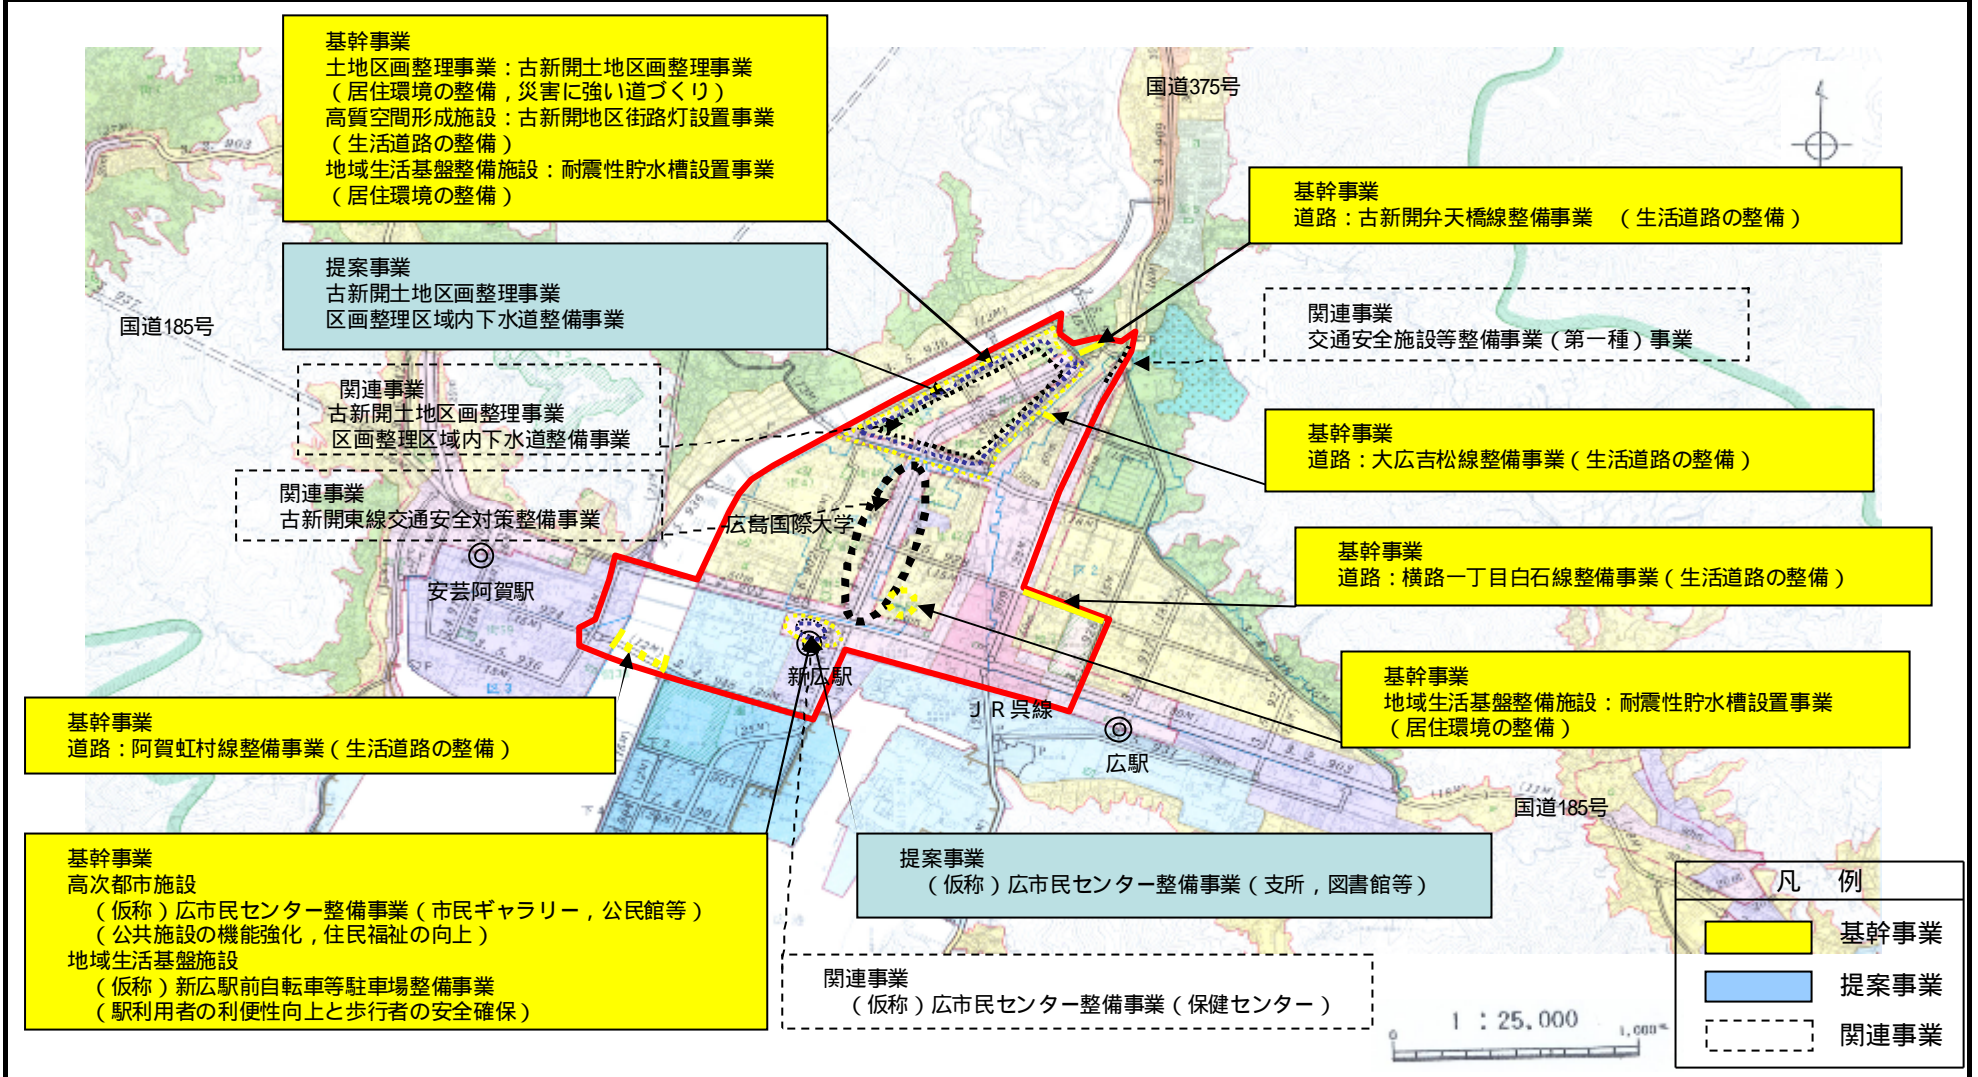 基幹事業
土地区画整理事業：古新開土地区画整理事業
（居住環境の整備，災害に強い道づくり）
高質空間形成施設：古新開地区街路灯設置事業
（生活道路の整備）
地域生活基盤整備施設：耐震性貯水槽設置事業
（居住環境の整備）
国道375号
基幹事業
道路：古新開弁天橋線整備事業　（生活道路の整備）
提案事業
古新開土地区画整理事業
区画整理区域内下水道整備事業
国道185号
関連事業
交通安全施設等整備事業（第一種）事業
関連事業
古新開土地区画整理事業
区画整理区域内下水道整備事業
基幹事業
道路：大広吉松線整備事業（生活道路の整備）
関連事業
古新開東線交通安全対策整備事業
広島国際大学
安芸阿賀駅
基幹事業
道路：横路一丁目白石線整備事業（生活道路の整備）
新広駅
ＪＲ呉線
広駅
基幹事業
地域生活基盤整備施設：耐震性貯水槽設置事業
（居住環境の整備）
基幹事業
道路：阿賀虹村線整備事業（生活道路の整備）
国道185号
基幹事業
高次都市施設
（仮称）広市民センター整備事業（市民ギャラリー，公民館等）
（公共施設の機能強化，住民福祉の向上）
地域生活基盤施設
（仮称）新広駅前自転車等駐車場整備事業
（駅利用者の利便性向上と歩行者の安全確保）
提案事業
（仮称）広市民センター整備事業（支所，図書館等）
関連事業
（仮称）広市民センター整備事業（保健センター）
凡　例
基幹事業
提案事業
関連事業
1：25,000
0
1,000m